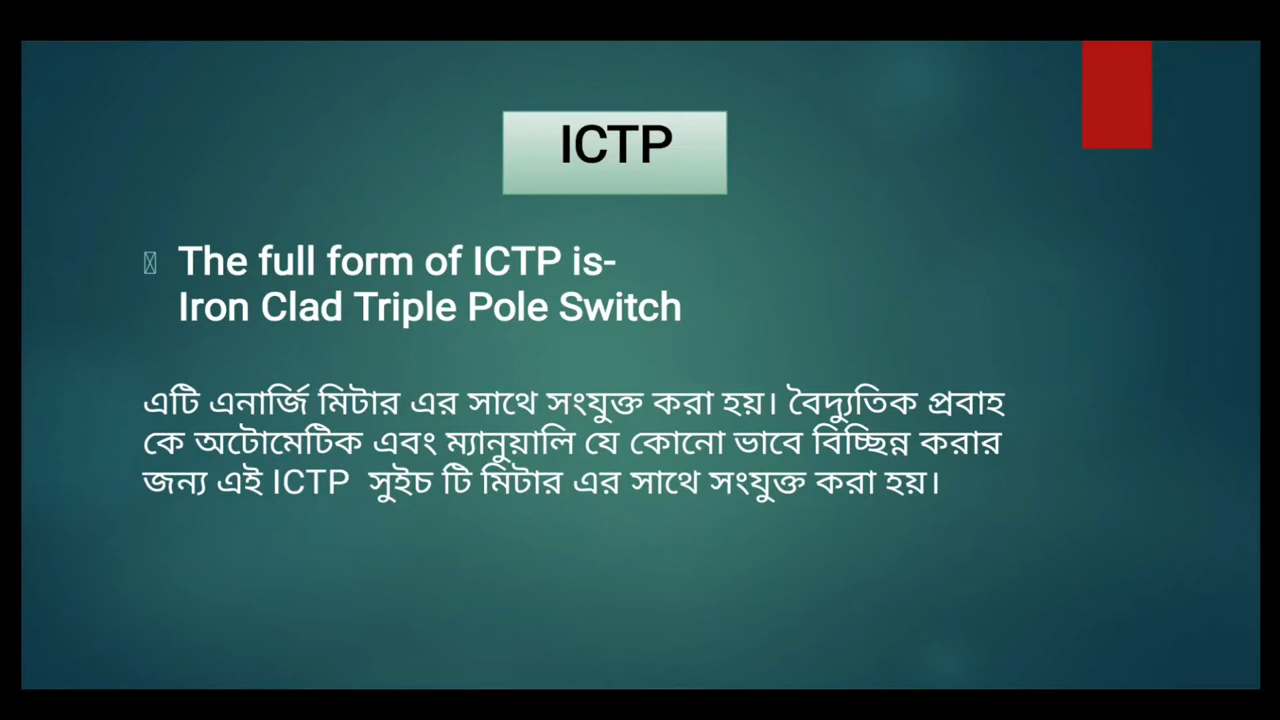 ICTP
The full form of ICTP is-
Iron Clad Triple Pole Switch
এটি এনার্জি মিটার এর সাথে সংযুক্ত করা হয়। বৈদ্যুতিক প্রবাহ
কে অটোমেটিক এবং ম্যানুয়ালি যে কোনো ভাবে বিচ্ছিন্ন করার
জন্য এই ICTP সুইচ টি মিটার এর সাথে সংযুক্ত করা হয়।